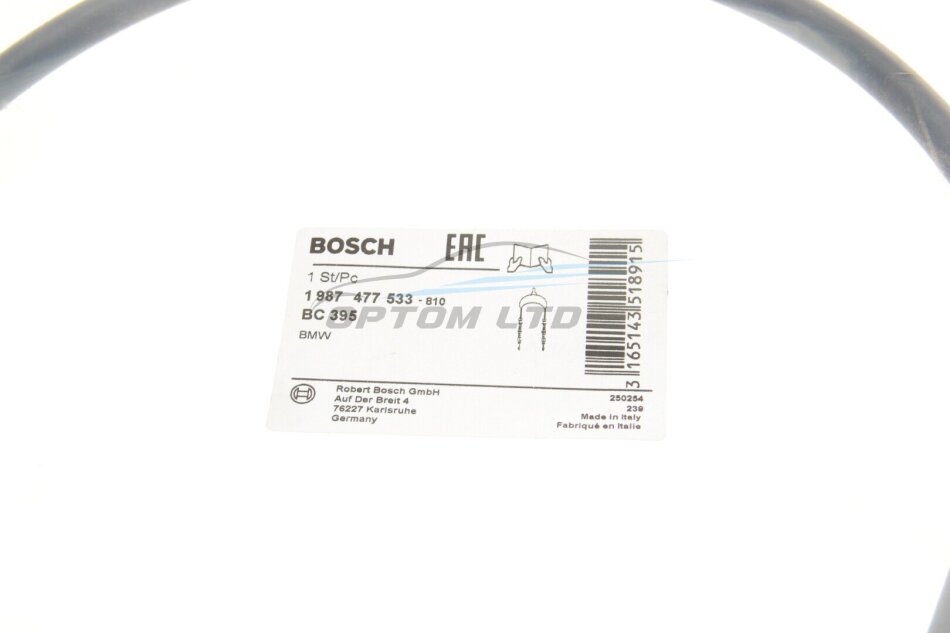 BOSCH EAC
1 St/Pc
1 987 477 533 - 810
BC 395
BMW
OPTOM LTD
3 165143 518915
Robert Bosch GmbH
Auf Der Breit 4
76227 Karlsruhe
Germany
250254
239
Made in Italy
Fabriqué en Italie